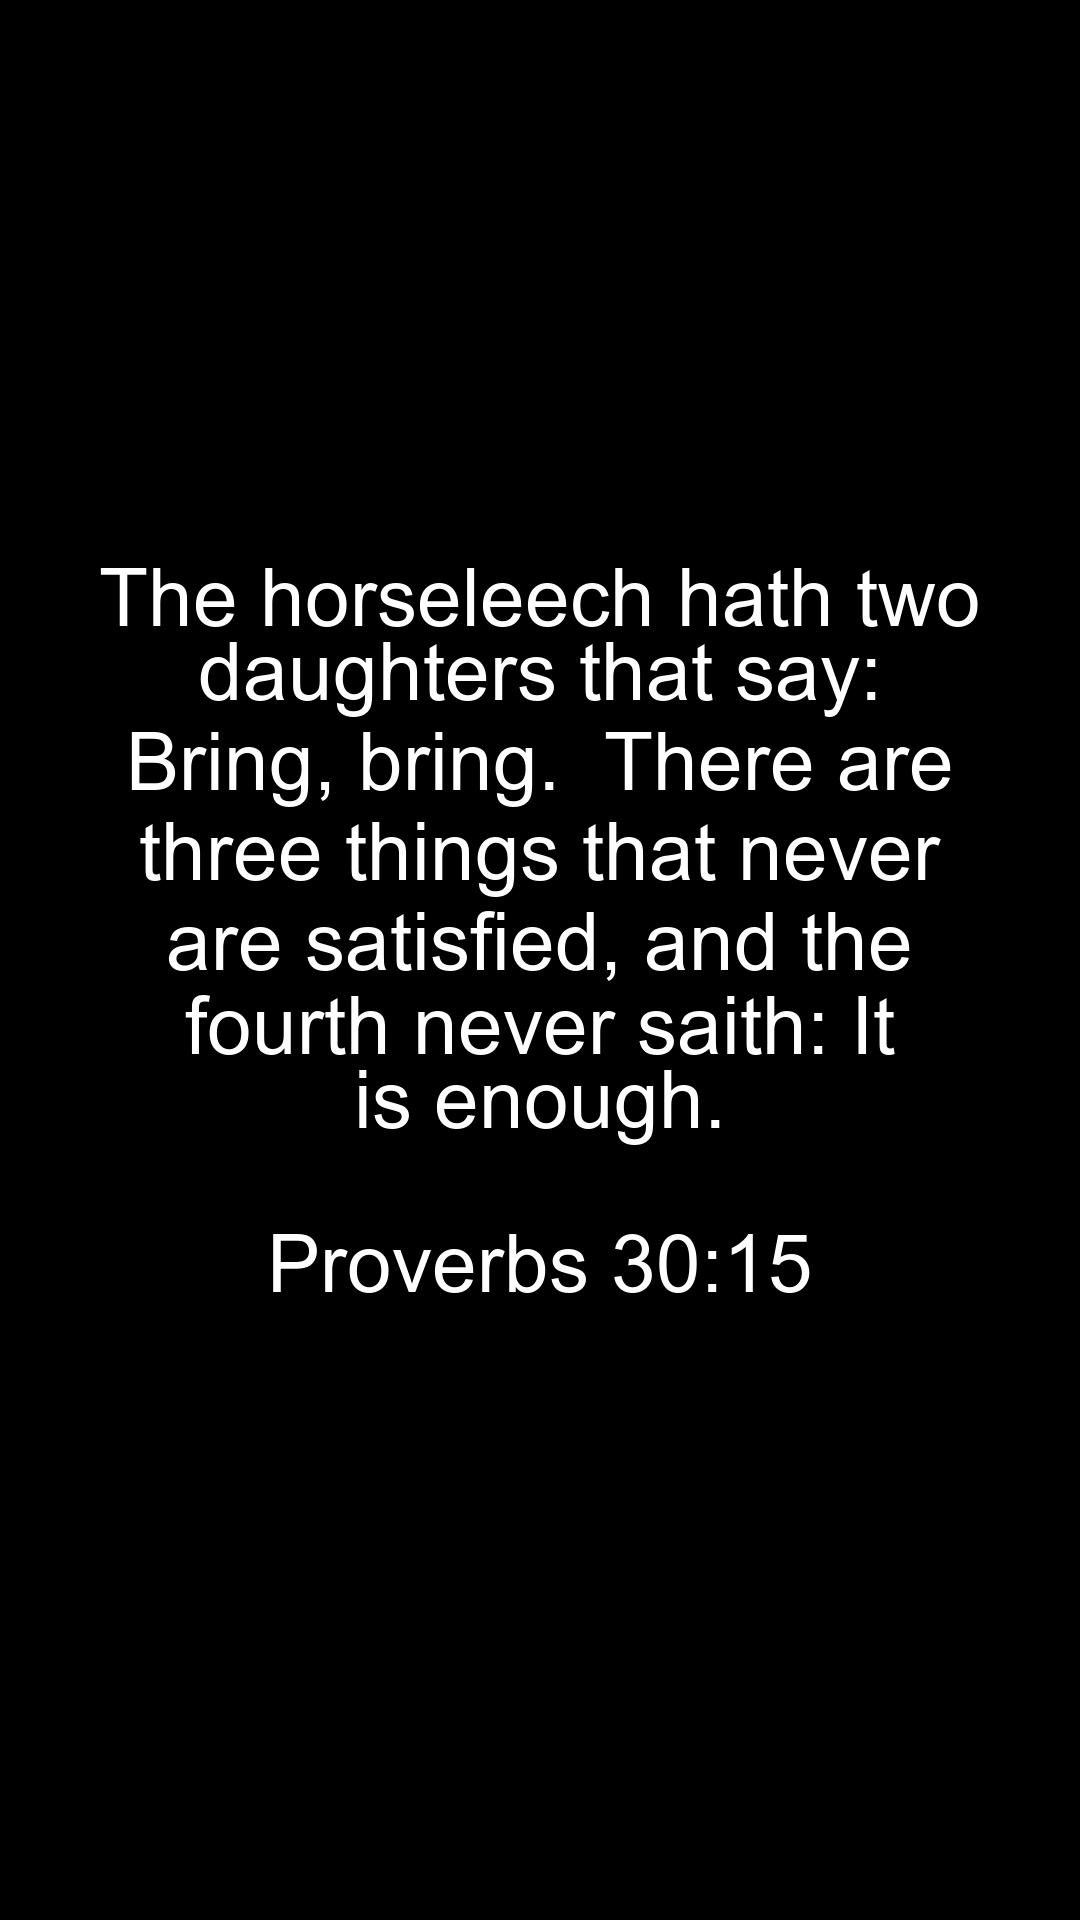 The horseleech hath two
daughters that say:
Bring, bring.  There are
three things that never
are satisfied, and the
fourth never saith: It
is enough.
Proverbs 30:15